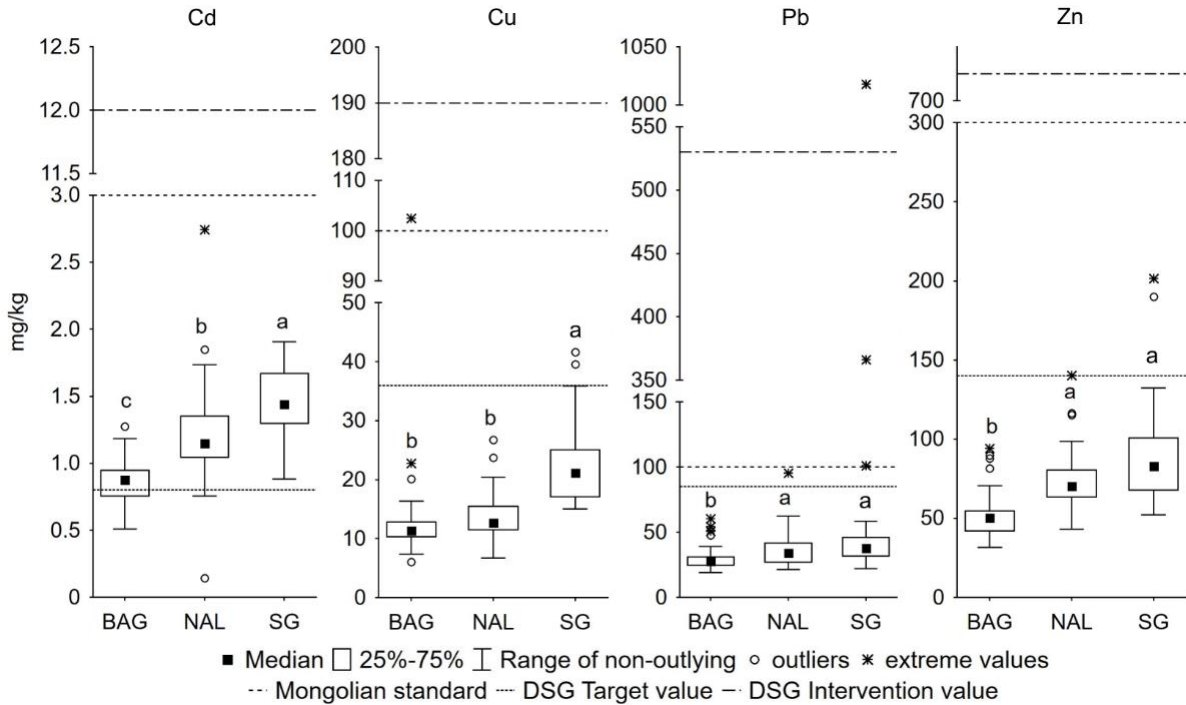 Cd Cu Pb Zn
12.5 200 1050
12.0 190 1000 700
11.5 180 550 300
3.0 110 500 250
2.5 100 450 200
2.0 90 400 150
1.5 50 350 100
1.0 40 150 50
0.5 30 100 0
0 20 50
10 0
0
mg/kg
c b a
b b a
b a a
b a a
BAG NAL SG BAG NAL SG BAG NAL SG BAG NAL SG
Median 25%-75% Range of non-outlying outliers extreme values
Mongolian standard DSG Target value DSG Intervention value